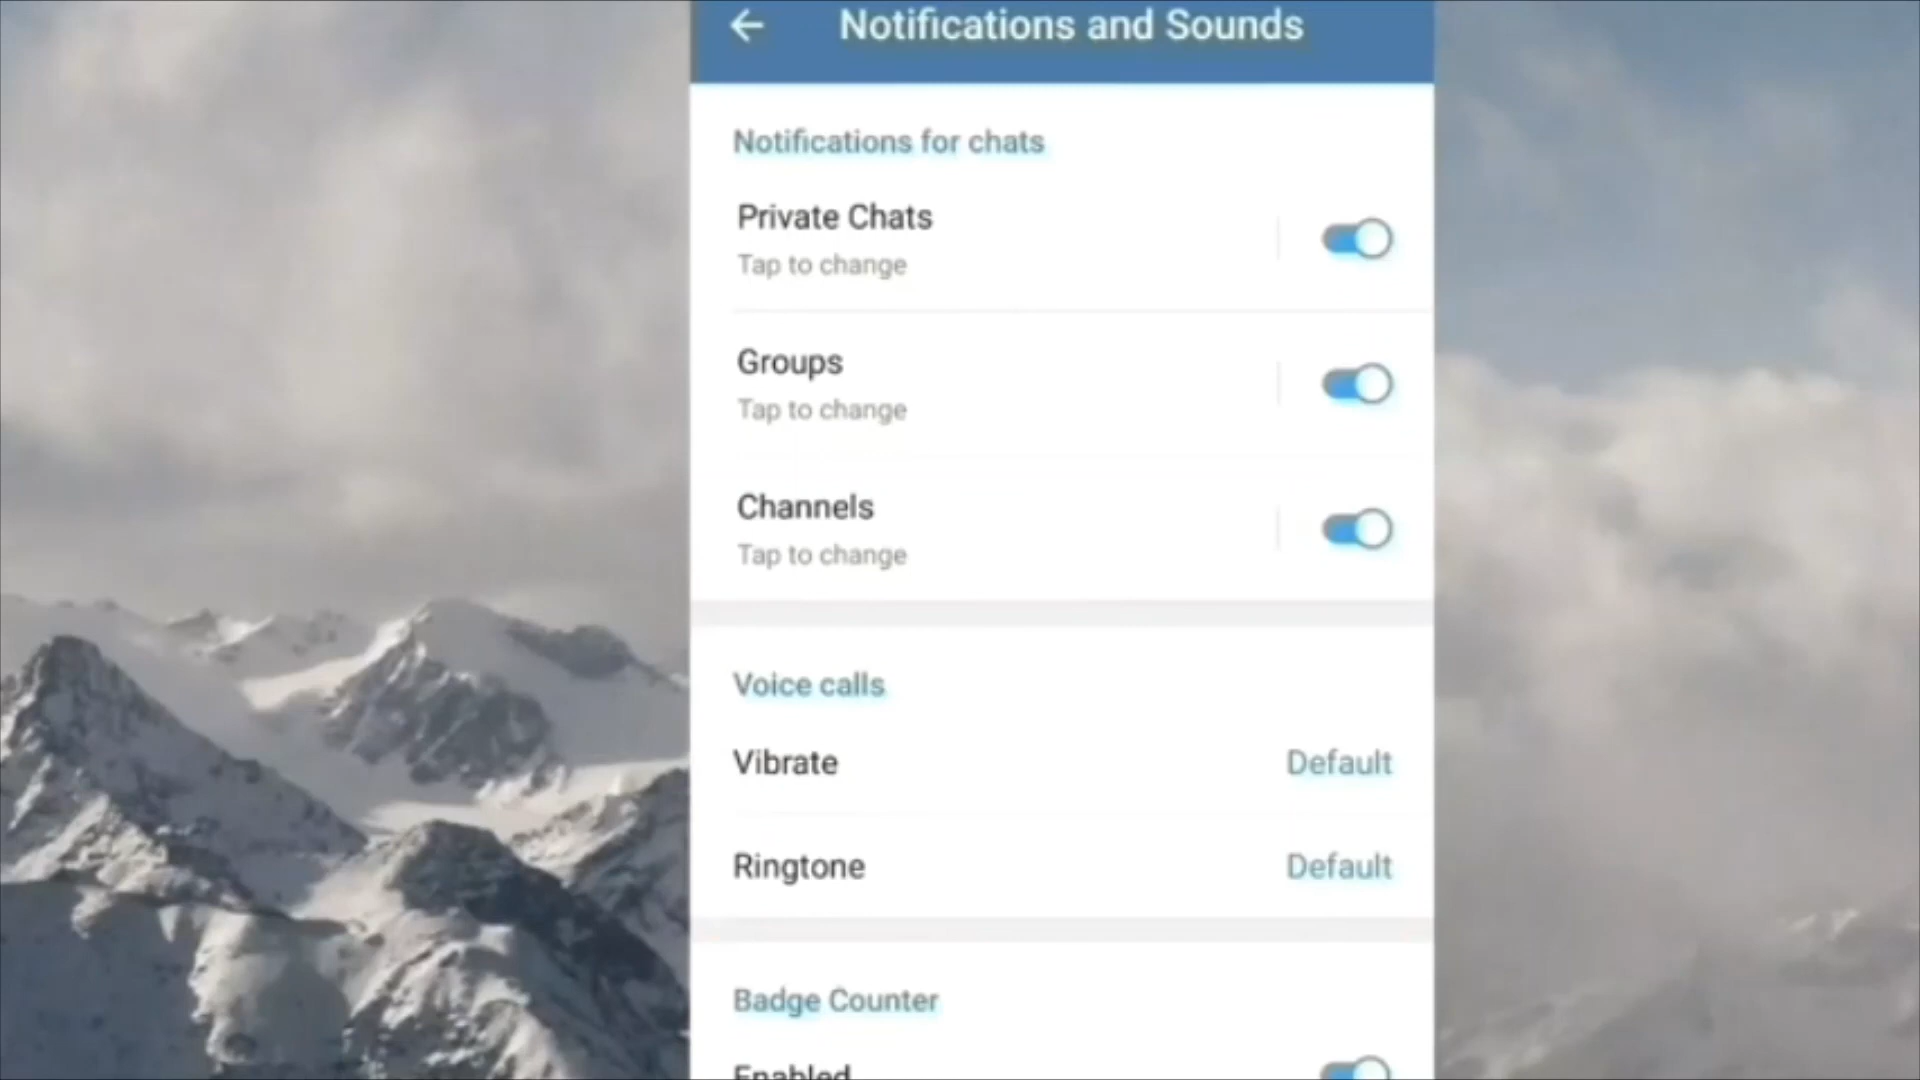 Notifications and Sounds
Notifications for chats
Private Chats
Tap to change
Groups
Tap to change
Channels
Tap to change
Voice calls
Vibrate Default
Ringtone Default
Badge Counter
Enabled